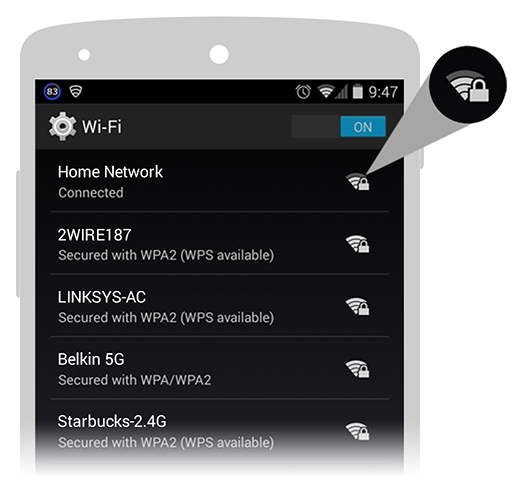 83 9:47
Wi-Fi ON
Home Network
Connected
2WIRE187
Secured with WPA2 (WPS available)
LINKSYS-AC
Secured with WPA2 (WPS available)
Belkin 5G
Secured with WPA/WPA2
Starbucks-2.4G
Secured with WPA2 (WPS available)